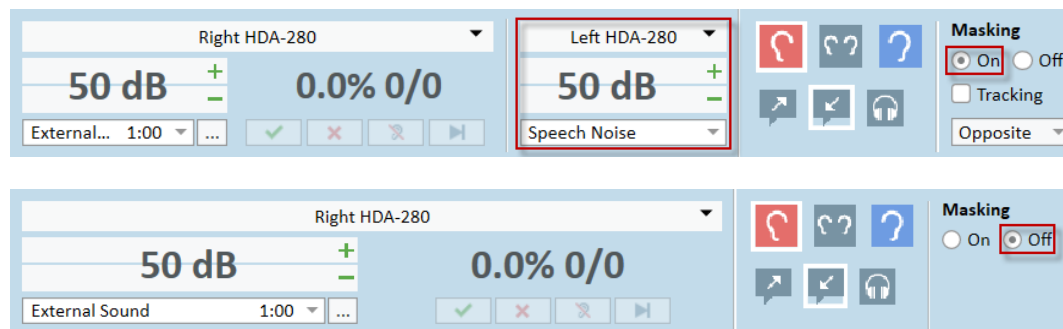 Right HDA-280
Left HDA-280
Masking
50 dB
+
−
0.0% 0/0
50 dB
+
−
On
Off
Tracking
External... 1:00
...
Speech Noise
Opposite
Right HDA-280
Masking
50 dB
+
−
0.0% 0/0
On
Off
External Sound 1:00
...